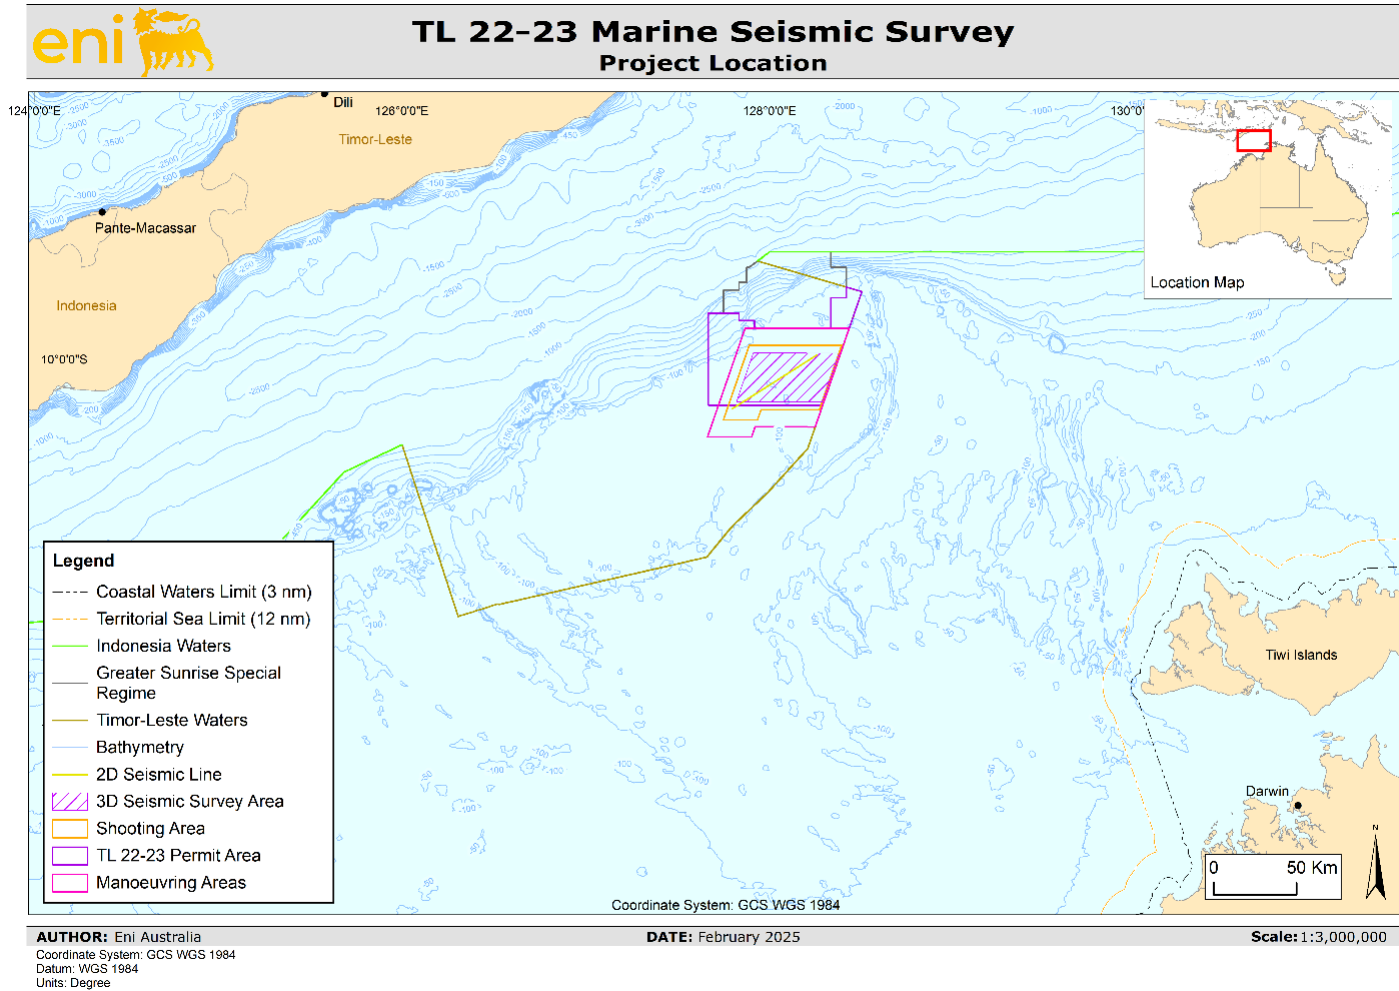 eni
TL 22-23 Marine Seismic Survey
Project Location
124°0'0"E
126°0'0"E
128°0'0"E
130°
10°0'0"S
Dili
Timor-Leste
Pante-Macassar
Indonesia
Tiwi Islands
Darwin
Location Map
Legend
Coastal Waters Limit (3 nm)
Territorial Sea Limit (12 nm)
Indonesia Waters
Greater Sunrise Special
Regime
Timor-Leste Waters
Bathymetry
2D Seismic Line
3D Seismic Survey Area
Shooting Area
TL 22-23 Permit Area
Manoeuvring Areas
N
0 50 Km
Coordinate System: GCS WGS 1984
AUTHOR: Eni Australia
DATE: February 2025
Scale: 1:3,000,000
Coordinate System: GCS WGS 1984
Datum: WGS 1984
Units: Degree